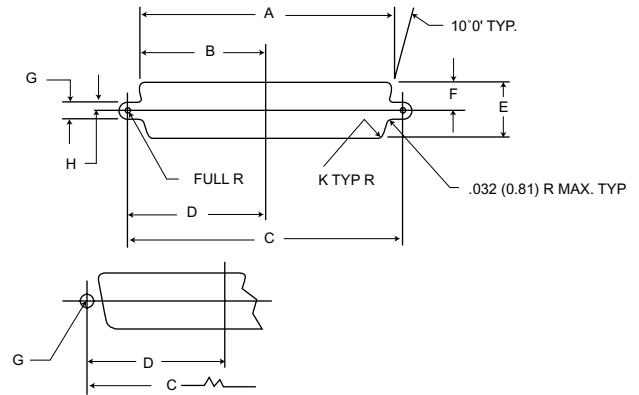 A
10˚0' TYP.
B
G
F
E
H
FULL R
K TYP R
.032 (0.81) R MAX. TYP
D
C
G
D
C